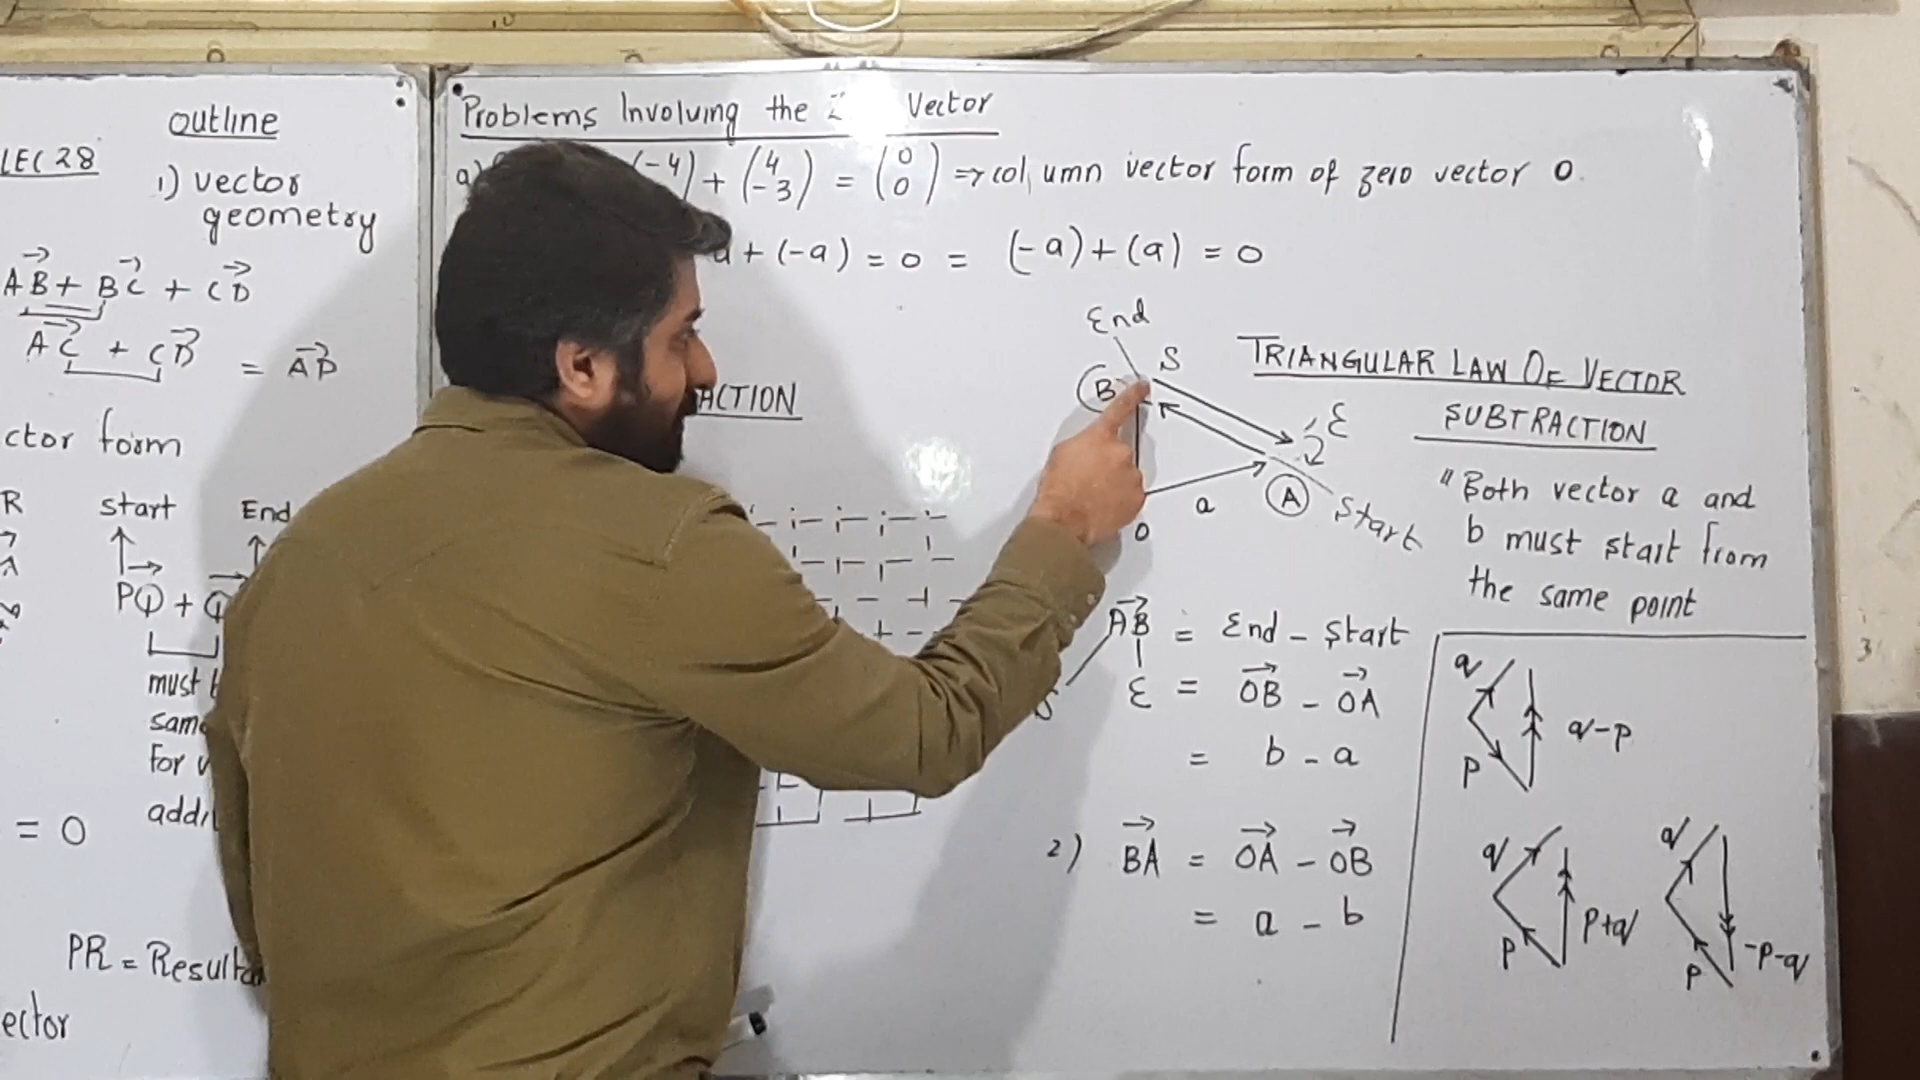 outline
LEC 28
1) vector
geometry
AB + BC + CD
AC + CD = AD
ctor form
R
start End
PQ + Q
must
same
For v
addi
= 0
PR = Resulta
ector
Problems Involving the Vector
a) (-4) + (4 -3) = (0 0) ⇒ column vector form of zero vector 0.
a + (-a) = 0 = (-a) + (a) = 0
ACTION
End
S
B
E
2
A
Start
a
0
TRIANGULAR LAW OF VECTOR
SUBTRACTION
"Both vector a and
b must start from
the same point
AB = End - Start
S E = OB - OA
= b - a
2) BA = OA - OB
= a - b
q
p
q-p
q
p
p+q
q
p
-p-q